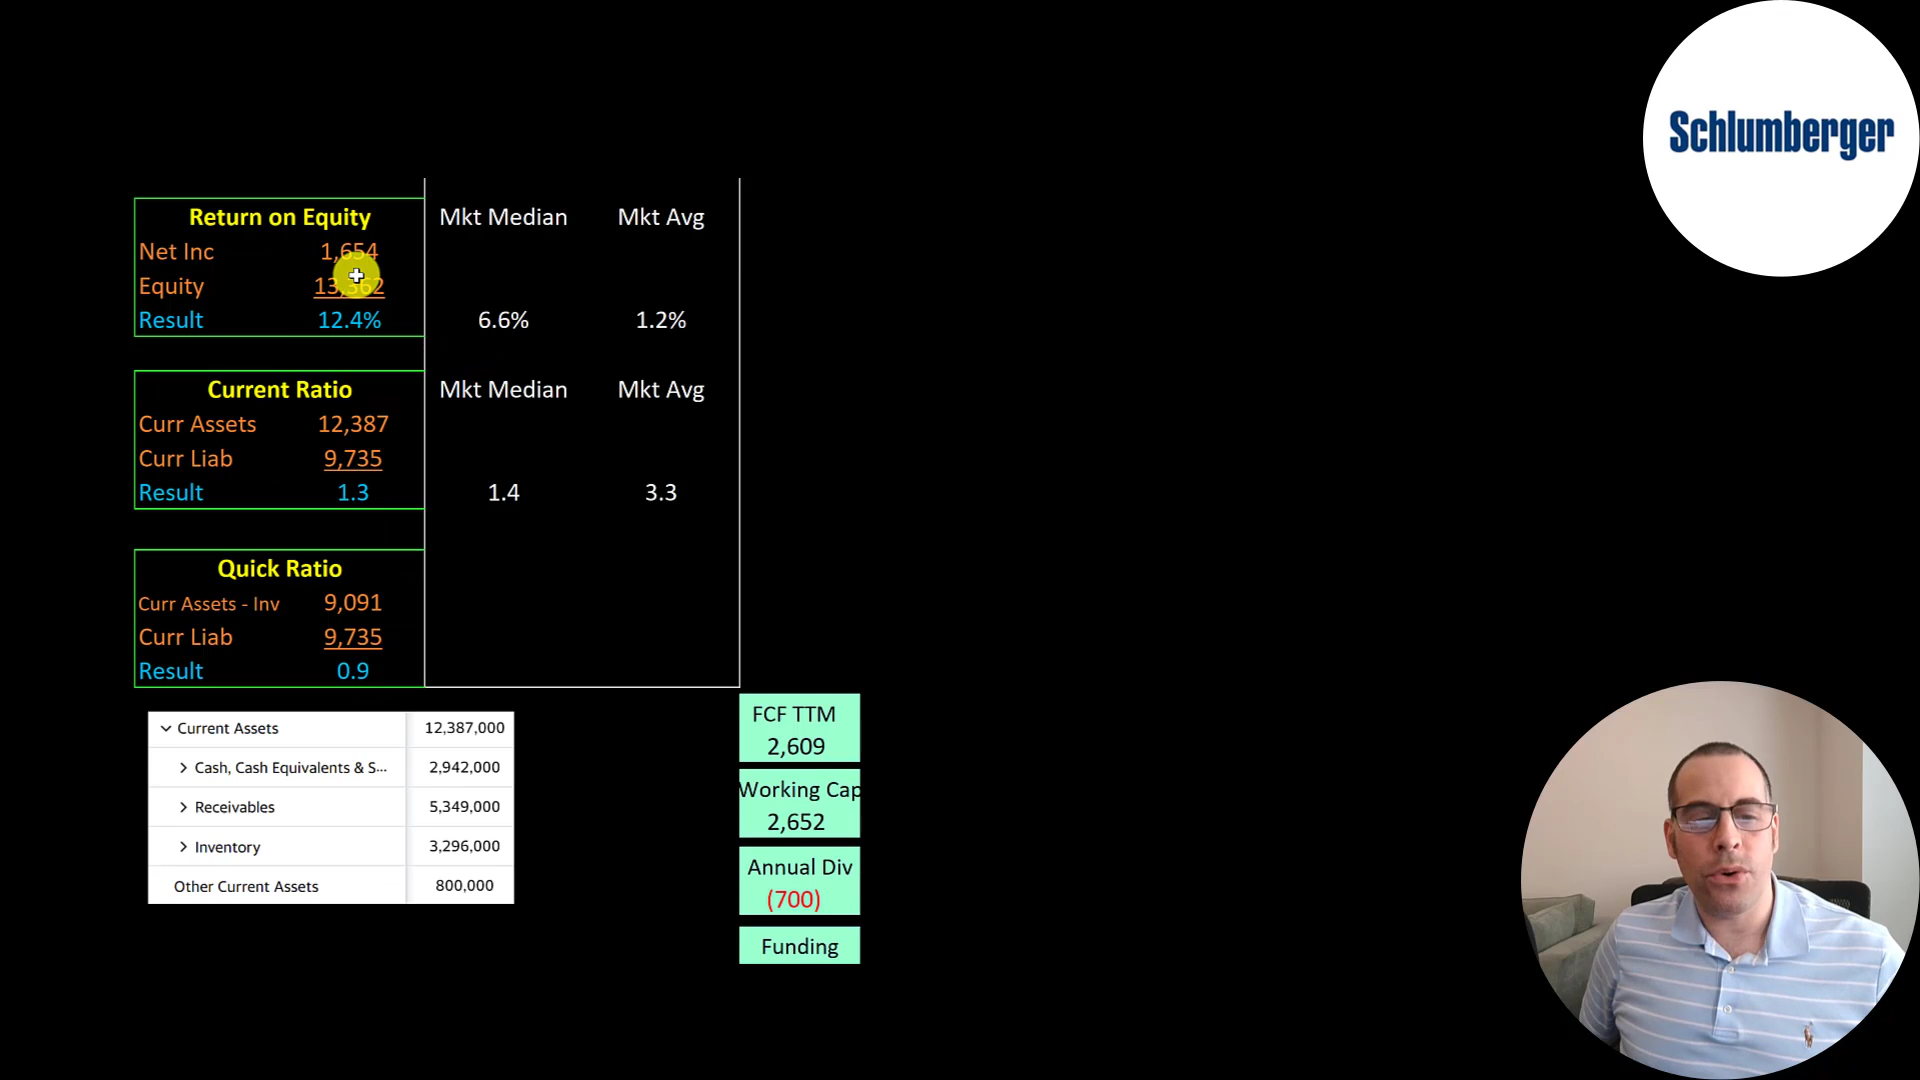 Schlumberger
Return on Equity Mkt Median Mkt Avg
Net Inc 1,654
Equity 13,362
Result 12.4% 6.6% 1.2%
Current Ratio Mkt Median Mkt Avg
Curr Assets 12,387
Curr Liab 9,735
Result 1.3 1.4 3.3
Quick Ratio
Curr Assets - Inv 9,091
Curr Liab 9,735
Result 0.9
Current Assets 12,387,000
Cash, Cash Equivalents & S... 2,942,000
Receivables 5,349,000
Inventory 3,296,000
Other Current Assets 800,000
FCF TTM
2,609
Working Cap
2,652
Annual Div
(700)
Funding